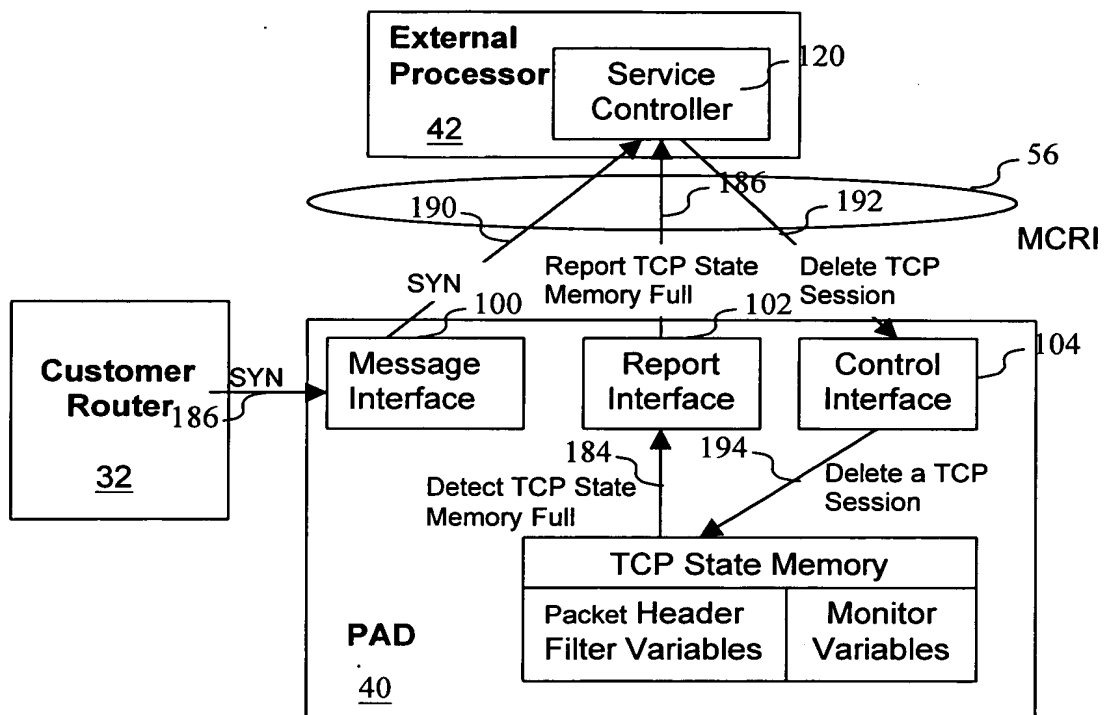 External
Processor
42
Service
Controller
120
56
190
186
192
MCRI
SYN
Report TCP State
Memory Full
Delete TCP
Session
100
102
104
Customer
Router
32
SYN
186
Message
Interface
Report
Interface
Control
Interface
184
194
Detect TCP State
Memory Full
Delete a TCP
Session
TCP State Memory
Packet Header
Filter Variables
Monitor
Variables
PAD
40